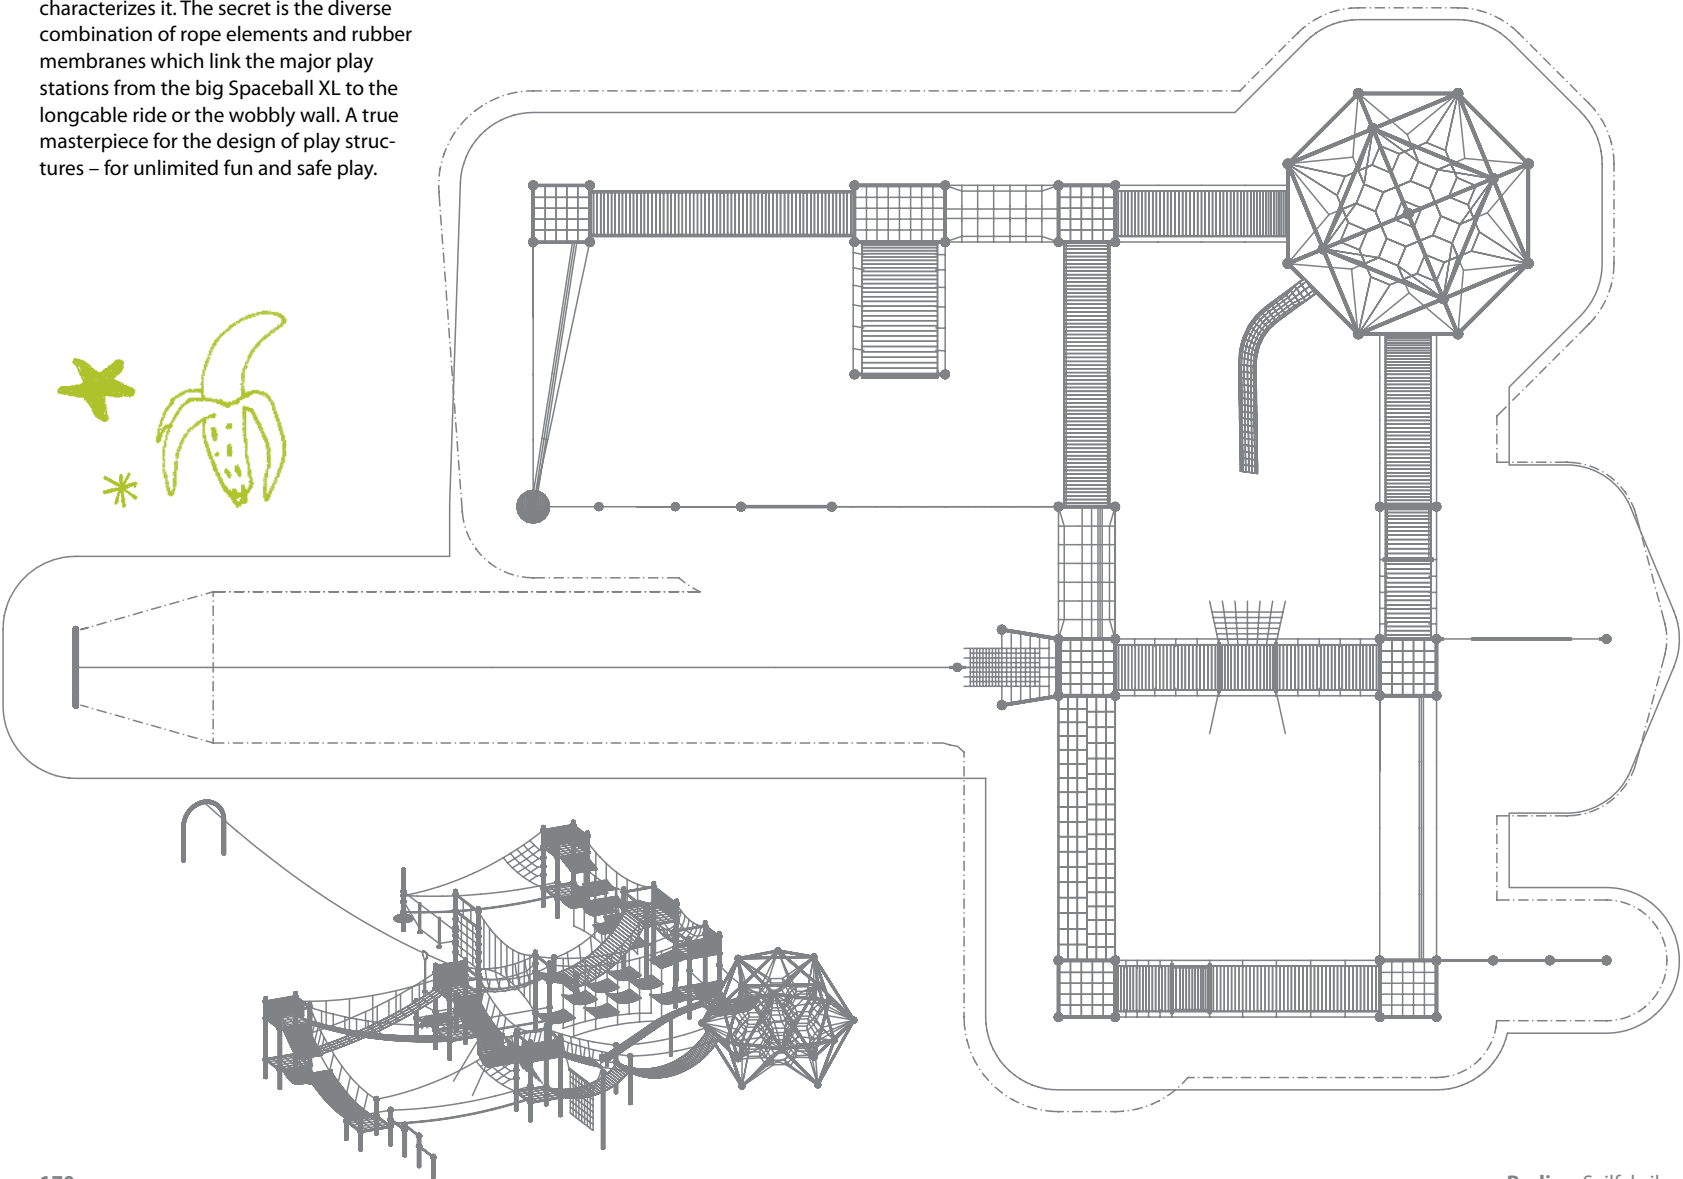 characterizes it. The secret is the diverse
combination of rope elements and rubber
membranes which link the major play
stations from the big Spaceball XL to the
longcable ride or the wobbly wall. A true
masterpiece for the design of play struc-
tures – for unlimited fun and safe play.